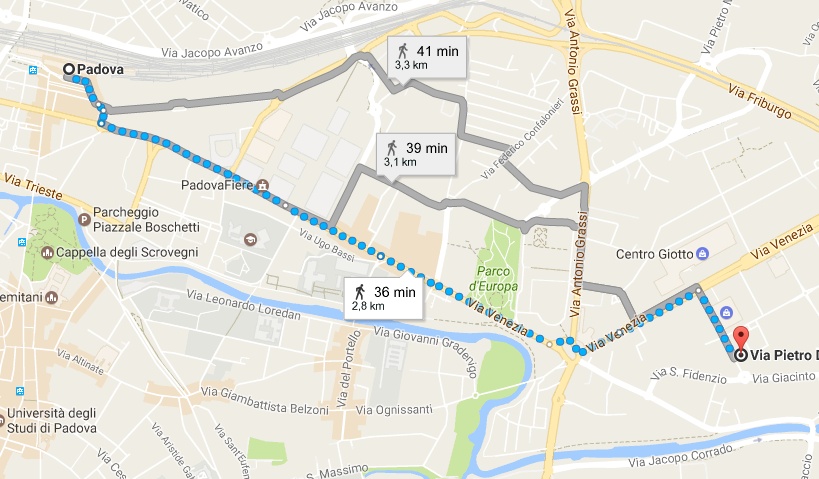 Via Jacopo Avanzo
Via Jacopo Avanzo
Via Antonio Grassi
Via Pietro M
Padova
41 min
3,3 km
Via Friburgo
39 min
3,1 km
Via Federico Confalonieri
Via Trieste
PadovaFiere
Parcheggio
Piazzale Boschetti
Via Ugo Bassi
Cappella degli Scrovegni
Via Antonio Grassi
Centro Giotto
Via Venezia
Parco
d'Europa
emitani
36 min
2,8 km
Via Leonardo Loredan
Via Venezia
Via Venezia
Via Giovanni Gradenigo
Via del Portello
Via Pietro D
Via Altinate
Via S. Fidenzio
Via Giacinto
Via Giambattista Belzoni
Via Ognissanti
Università degli
Studi di Padova
Via Aristide Ga
Via Sant'Eufem
Via Ces
S. Massimo
Via Jacopo Corrado